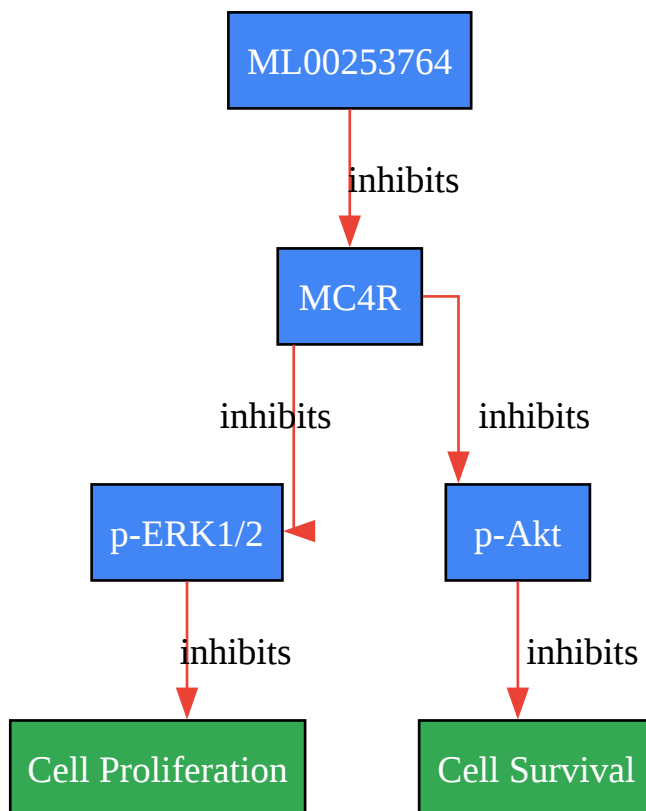 ML00253764
inhibits
MC4R
inhibits
inhibits
p-ERK1/2
p-Akt
inhibits
inhibits
Cell Proliferation
Cell Survival